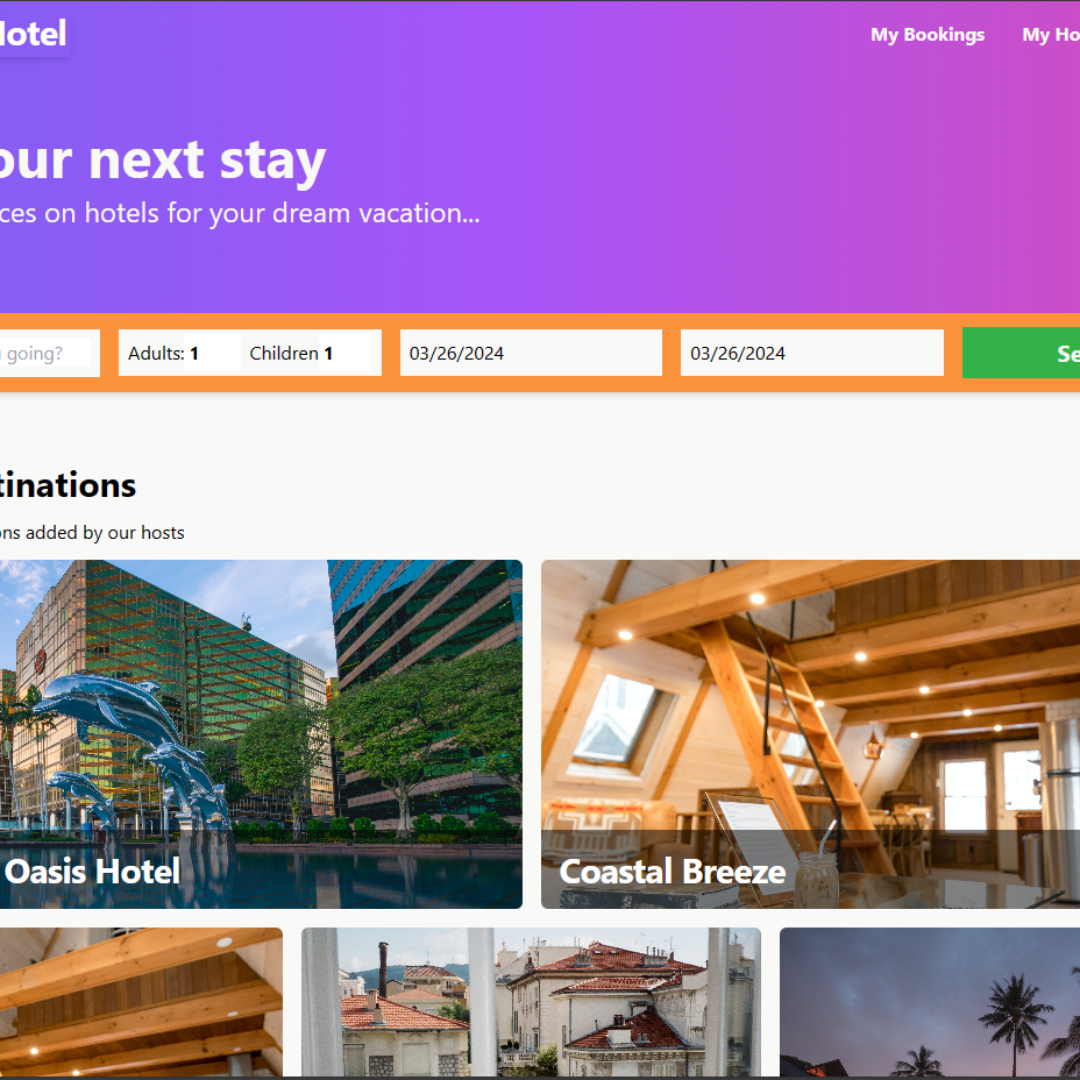 Hotel
My Bookings
My Ho
our next stay
ces on hotels for your dream vacation...
going?
Adults: 1
Children 1
03/26/2024
03/26/2024
Se
tinations
ons added by our hosts
Oasis Hotel
Coastal Breeze